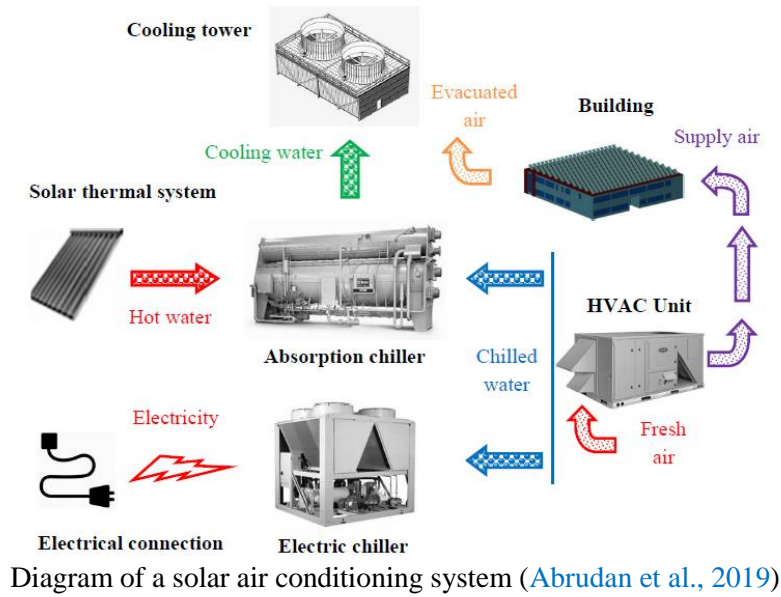 Cooling tower
Evacuated
air
Building
Supply air
Cooling water
Solar thermal system
Hot water
Absorption chiller
HVAC Unit
Chilled
water
Electricity
Fresh
air
Electrical connection
Electric chiller
Diagram of a solar air conditioning system (Abrudan et al., 2019)